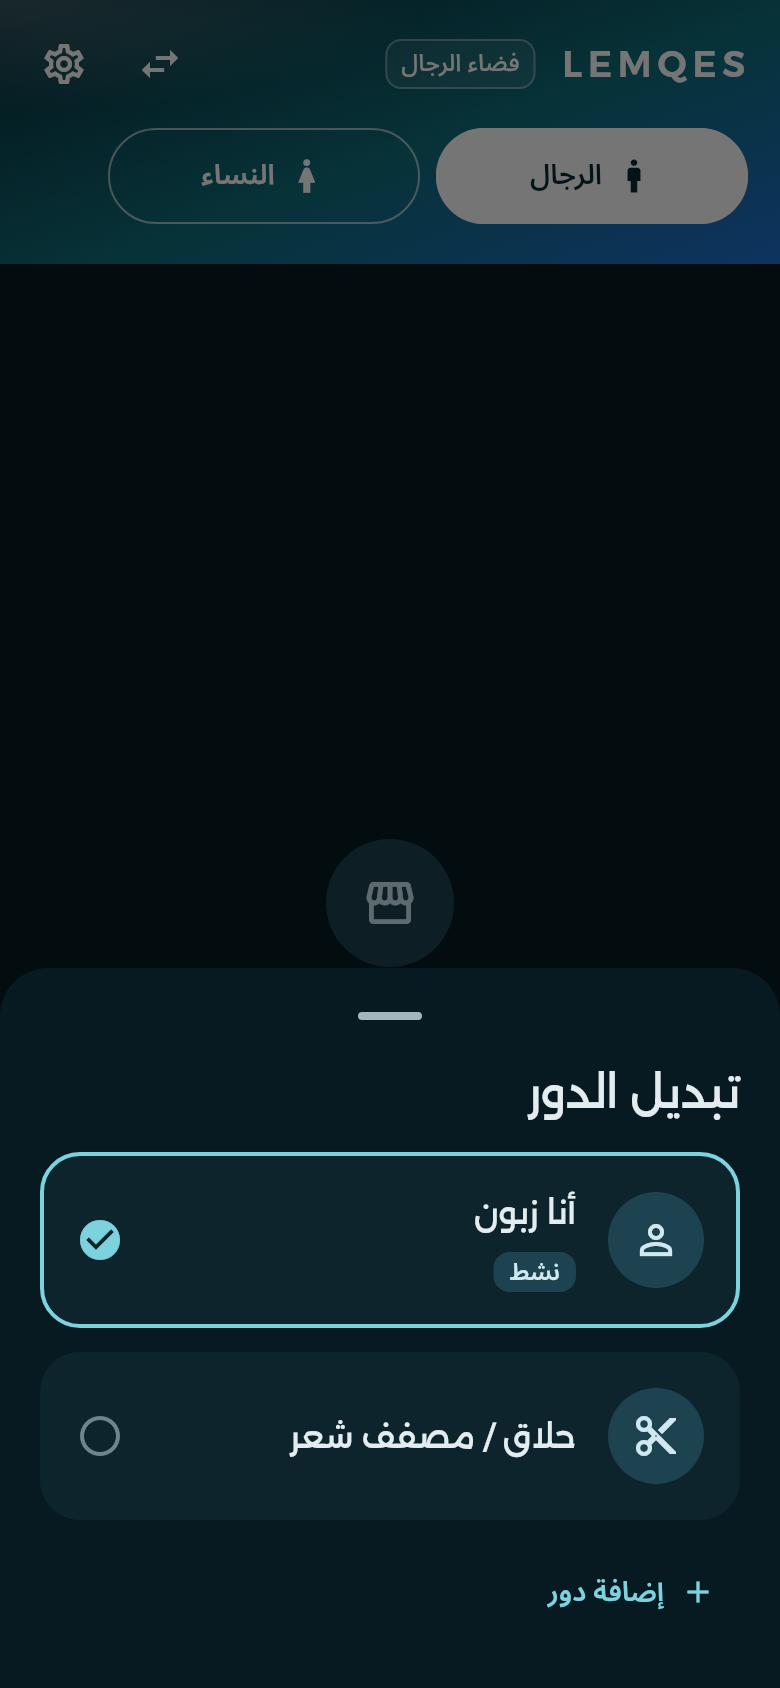 LEMQES
فضاء الرجال
الرجال
النساء
تبديل الدور
أنا زبون
نشط
حلاق / مصفف شعر
إضافة دور